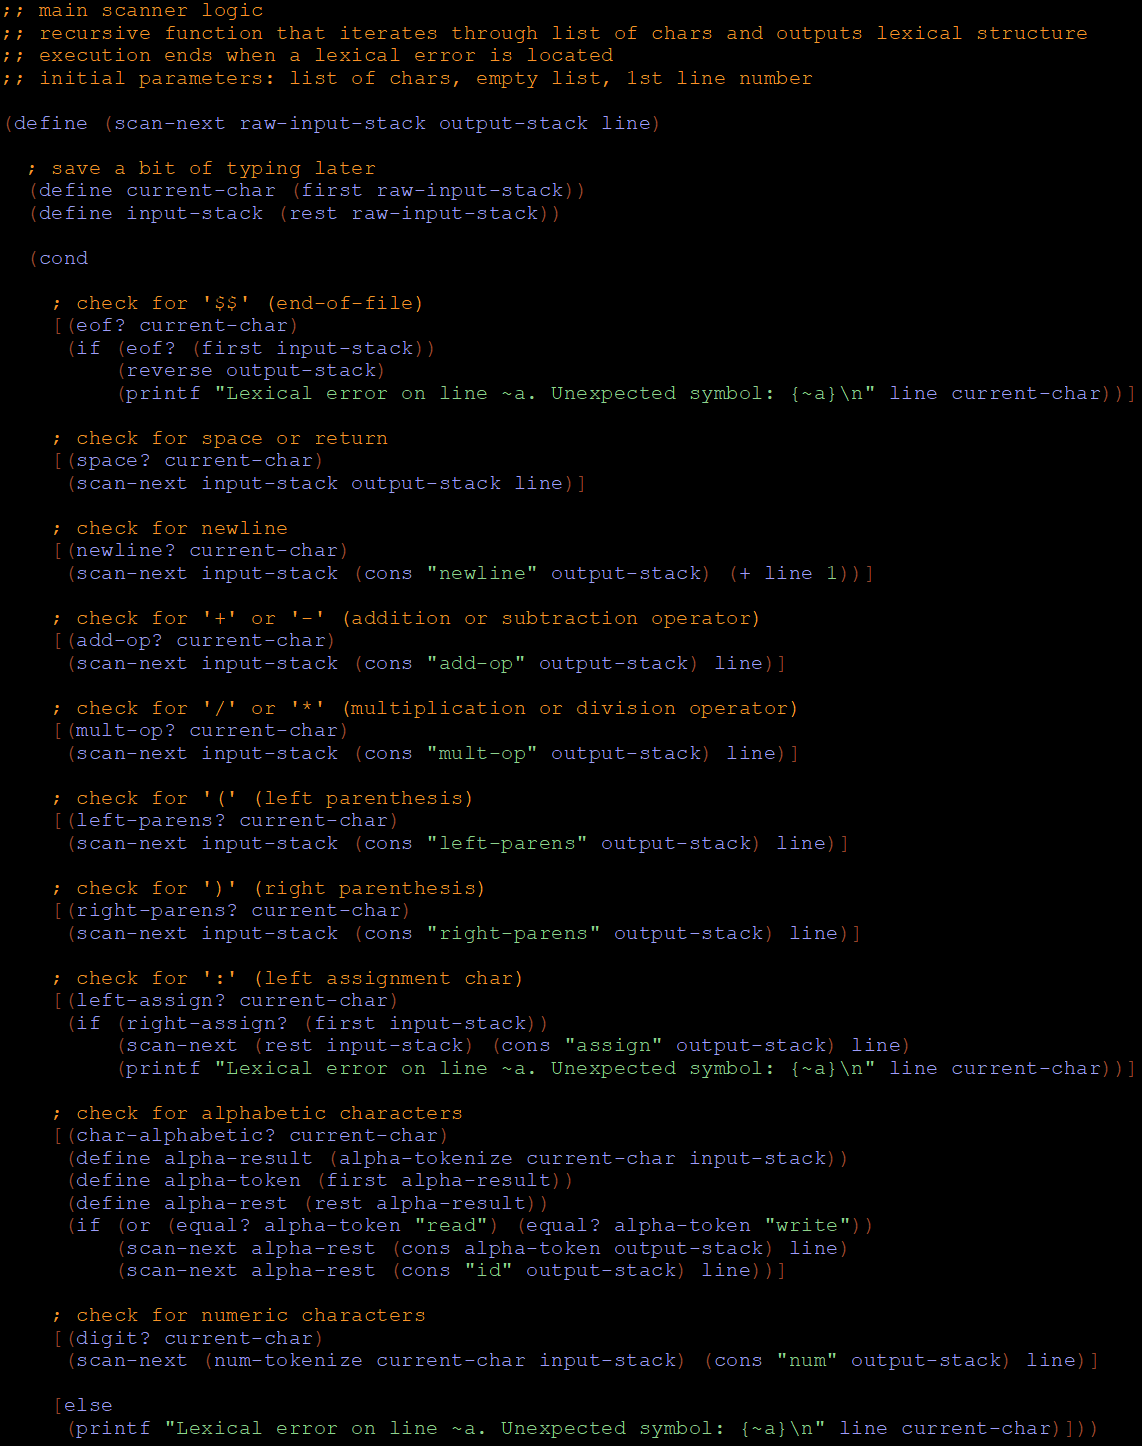 ;; main scanner logic
;; recursive function that iterates through list of chars and outputs lexical structure
;; execution ends when a lexical error is located
;; initial parameters: list of chars, empty list, 1st line number

(define (scan-next raw-input-stack output-stack line)

  ; save a bit of typing later
  (define current-char (first raw-input-stack))
  (define input-stack (rest raw-input-stack))

  (cond

    ; check for '$$' (end-of-file)
    [(eof? current-char)
     (if (eof? (first input-stack))
         (reverse output-stack)
         (printf "Lexical error on line ~a. Unexpected symbol: {~a}\n" line current-char))]

    ; check for space or return
    [(space? current-char)
     (scan-next input-stack output-stack line)]

    ; check for newline
    [(newline? current-char)
     (scan-next input-stack (cons "newline" output-stack) (+ line 1))]

    ; check for '+' or '-' (addition or subtraction operator)
    [(add-op? current-char)
     (scan-next input-stack (cons "add-op" output-stack) line)]

    ; check for '/' or '*' (multiplication or division operator)
    [(mult-op? current-char)
     (scan-next input-stack (cons "mult-op" output-stack) line)]

    ; check for '(' (left parenthesis)
    [(left-parens? current-char)
     (scan-next input-stack (cons "left-parens" output-stack) line)]

    ; check for ')' (right parenthesis)
    [(right-parens? current-char)
     (scan-next input-stack (cons "right-parens" output-stack) line)]

    ; check for ':' (left assignment char)
    [(left-assign? current-char)
     (if (right-assign? (first input-stack))
         (scan-next (rest input-stack) (cons "assign" output-stack) line)
         (printf "Lexical error on line ~a. Unexpected symbol: {~a}\n" line current-char))]

    ; check for alphabetic characters
    [(char-alphabetic? current-char)
     (define alpha-result (alpha-tokenize current-char input-stack))
     (define alpha-token (first alpha-result))
     (define alpha-rest (rest alpha-result))
     (if (or (equal? alpha-token "read") (equal? alpha-token "write"))
         (scan-next alpha-rest (cons alpha-token output-stack) line)
         (scan-next alpha-rest (cons "id" output-stack) line))]

    ; check for numeric characters
    [(digit? current-char)
     (scan-next (num-tokenize current-char input-stack) (cons "num" output-stack) line)]

    [else
     (printf "Lexical error on line ~a. Unexpected symbol: {~a}\n" line current-char)]))